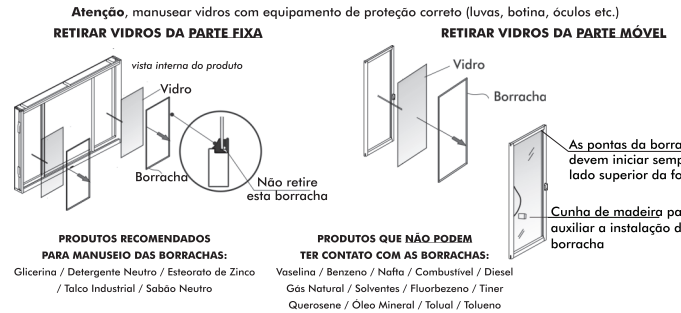 Atenção, manusear vidros com equipamento de proteção correto (luvas, botina, óculos etc.)
RETIRAR VIDROS DA PARTE FIXA
vista interna do produto
Vidro
Borracha
Não retire
esta borracha
RETIRAR VIDROS DA PARTE MÓVEL
Vidro
Borracha
As pontas da
devem iniciar
lado superior da
Cunha de madeira
auxiliar a instalação
borracha
PRODUTOS RECOMENDADOS
PARA MANUSEIO DAS BORRACHAS:
Glicerina / Detergente Neutro / Esteorato de Zinco
/ Talco Industrial / Sabão Neutro
PRODUTOS QUE NÃO PODEM
TER CONTATO COM AS BORRACHAS:
Vaselina / Benzeno / Nafta / Combustível / Diesel
Gás Natural / Solventes / Fluorbezeno / Tiner
Querosene / Óleo Mineral / Tolual / Tolueno